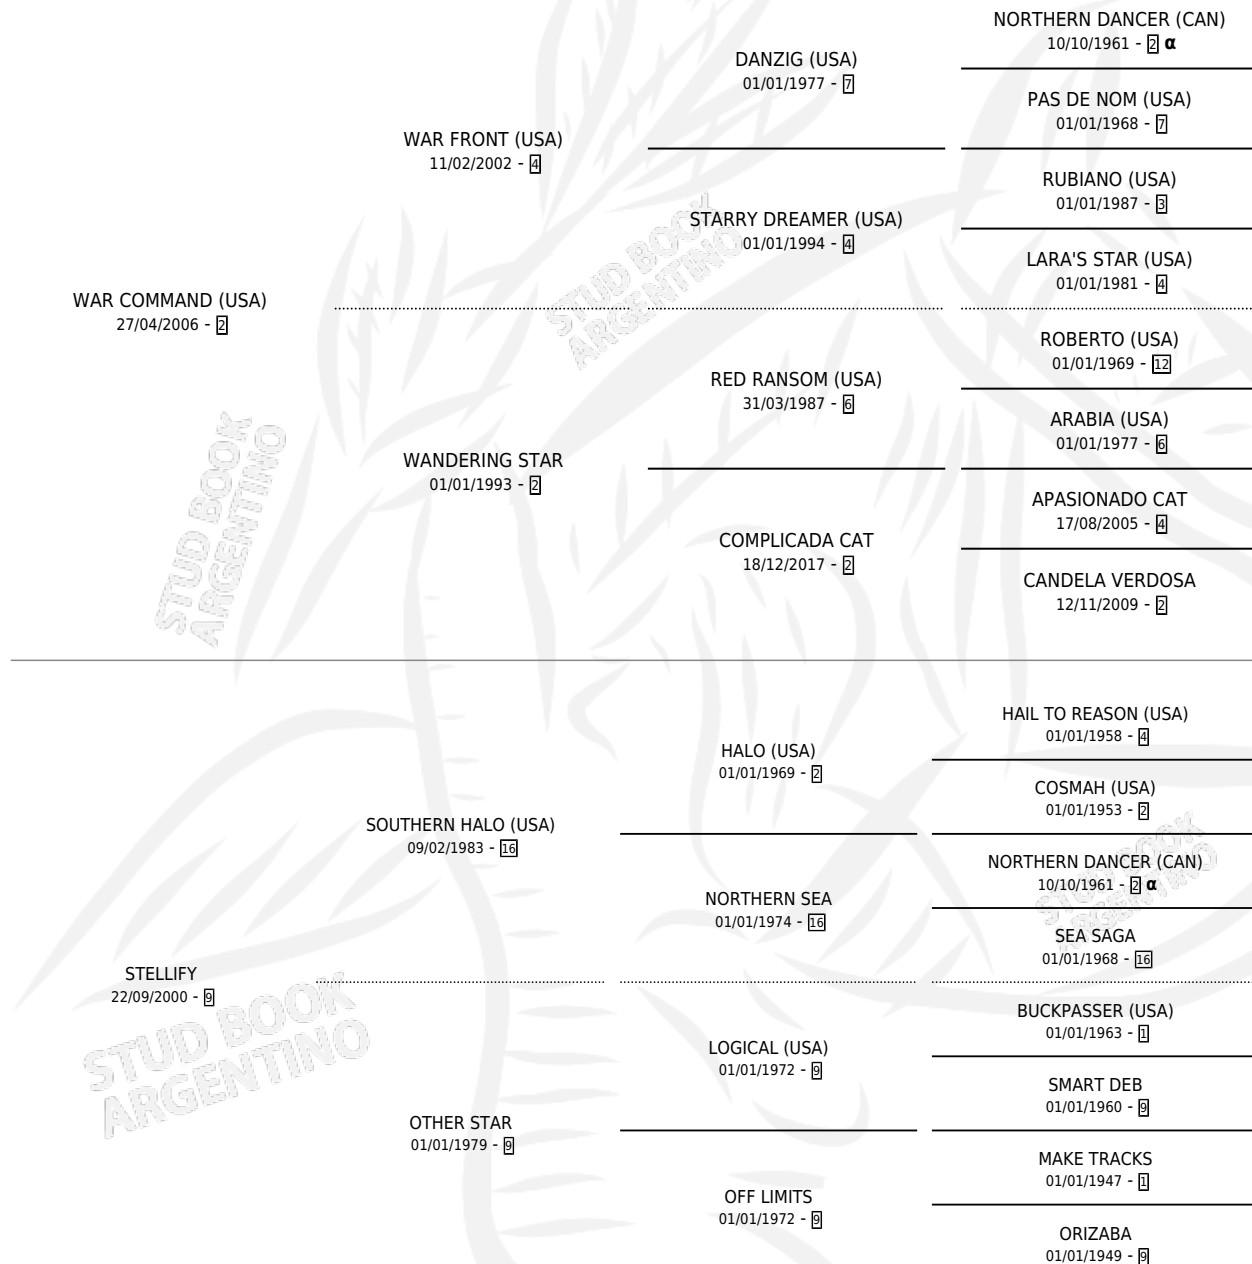 NORTHERN DANCER (CAN)
10/10/1961 - 2 α
DANZIG (USA)
01/01/1977 - 7
PAS DE NOM (USA)
01/01/1968 - 7
WAR FRONT (USA)
11/02/2002 - 4
RUBIANO (USA)
01/01/1987 - 3
STARRY DREAMER (USA)
01/01/1994 - 4
LARA'S STAR (USA)
01/01/1981 - 4
WAR COMMAND (USA)
27/04/2006 - 2
ROBERTO (USA)
01/01/1969 - 12
RED RANSOM (USA)
31/03/1987 - 6
ARABIA (USA)
01/01/1977 - 6
WANDERING STAR
01/01/1993 - 2
APASIONADO CAT
17/08/2005 - 4
COMPLICADA CAT
18/12/2017 - 2
CANDELA VERDOSA
12/11/2009 - 2
HAIL TO REASON (USA)
01/01/1958 - 4
HALO (USA)
01/01/1969 - 2
COSMAH (USA)
01/01/1953 - 2
SOUTHERN HALO (USA)
09/02/1983 - 16
NORTHERN DANCER (CAN)
10/10/1961 - 2 α
NORTHERN SEA
01/01/1974 - 16
SEA SAGA
01/01/1968 - 16
STELLIFY
22/09/2000 - 9
BUCKPASSER (USA)
01/01/1963 - 1
LOGICAL (USA)
01/01/1972 - 9
SMART DEB
01/01/1960 - 9
OTHER STAR
01/01/1979 - 9
MAKE TRACKS
01/01/1947 - 1
OFF LIMITS
01/01/1972 - 9
ORIZABA
01/01/1949 - 9
STUD BOOK
ARGENTINO
STUD BOOK
ARGENTINO
STUD BOOK
ARGENTINO
STUD BOOK
ARGENTINO